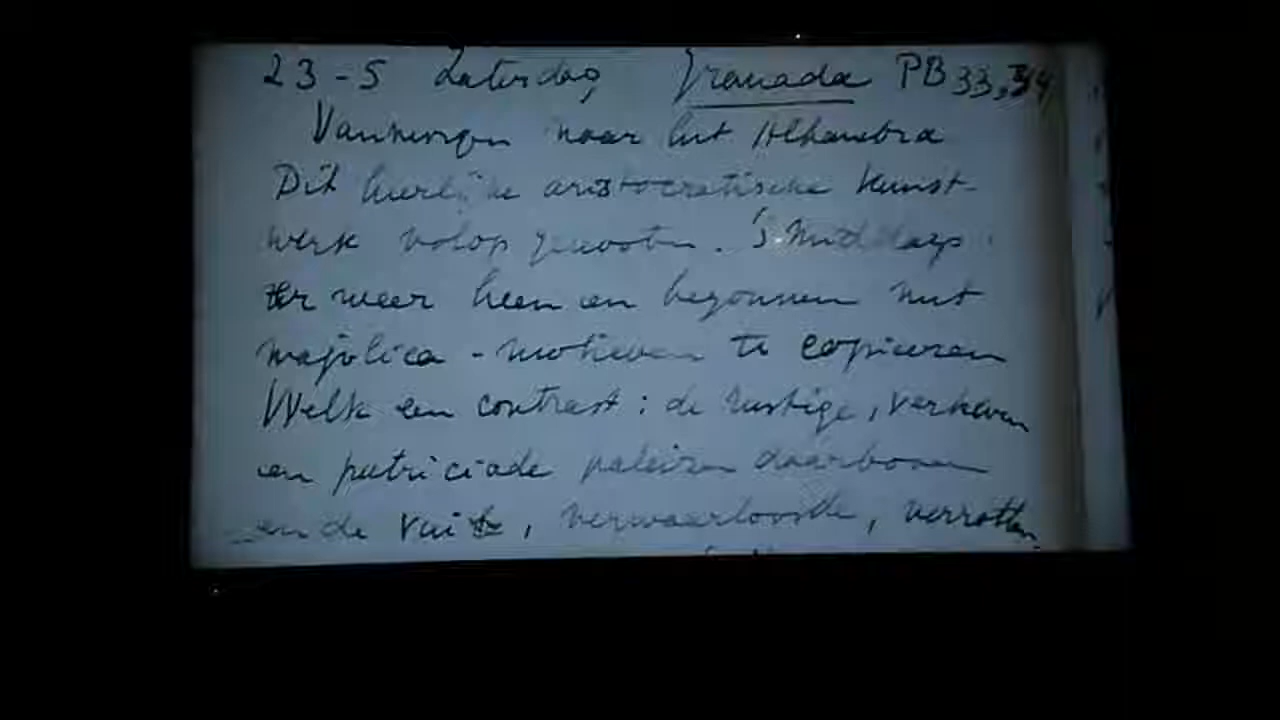 23-5 Zaterdag Granada PB 33,34
Vanmorgen naar het Alhambra
Dit heerlijke aristocratische kunst-
werk volop genoten. 's Middags
er weer heen en begonnen met
majolica-motieven te copieeren
Welk een contrast: de rustige, verheven
en patriciade paleizen daarboven
en de vuile, verwaarloosde, verrotten